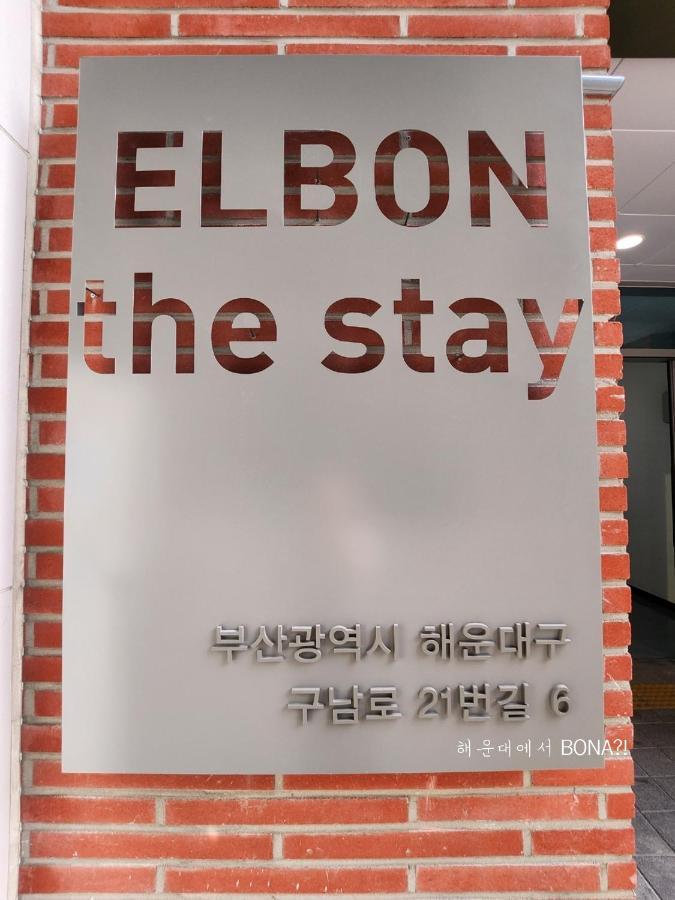 ELBON
the stay
부산광역시 해운대구
구남로 21번길 6
해운대에서 BONA?!